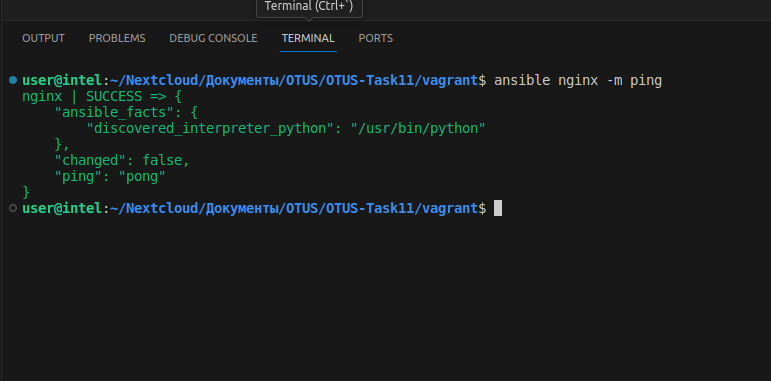 Terminal (Ctrl+`)
OUTPUT PROBLEMS DEBUG CONSOLE TERMINAL PORTS
user@intel:~/Nextcloud/Документы/OTUS/OTUS-Task11/vagrant$ ansible nginx -m ping
nginx | SUCCESS => {
    "ansible_facts": {
        "discovered_interpreter_python": "/usr/bin/python"
    },
    "changed": false,
    "ping": "pong"
}
user@intel:~/Nextcloud/Документы/OTUS/OTUS-Task11/vagrant$